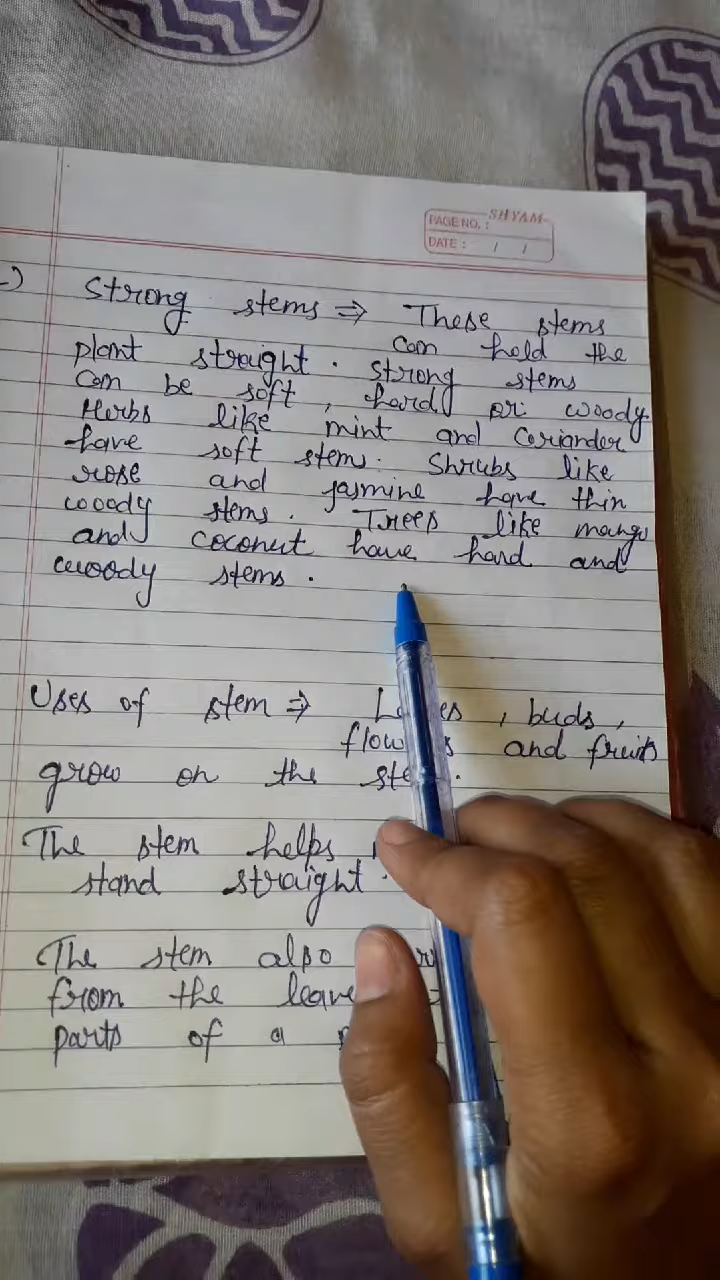 SHYAM
PAGE NO. :
DATE : / /
Strong stems ⇒ These stems
can hold the
plant straight. Strong stems
can be soft, hard or woody.
Herbs like mint and Coriander
have soft stems. Shrubs like
rose and jasmine have thin
woody stems. Trees like mango
and coconut have hard and
woody stems.
Uses of stem ⇒ , buds,
and fruits
grow on the
The stem helps
stand straight.
The stem also
from the
parts of a